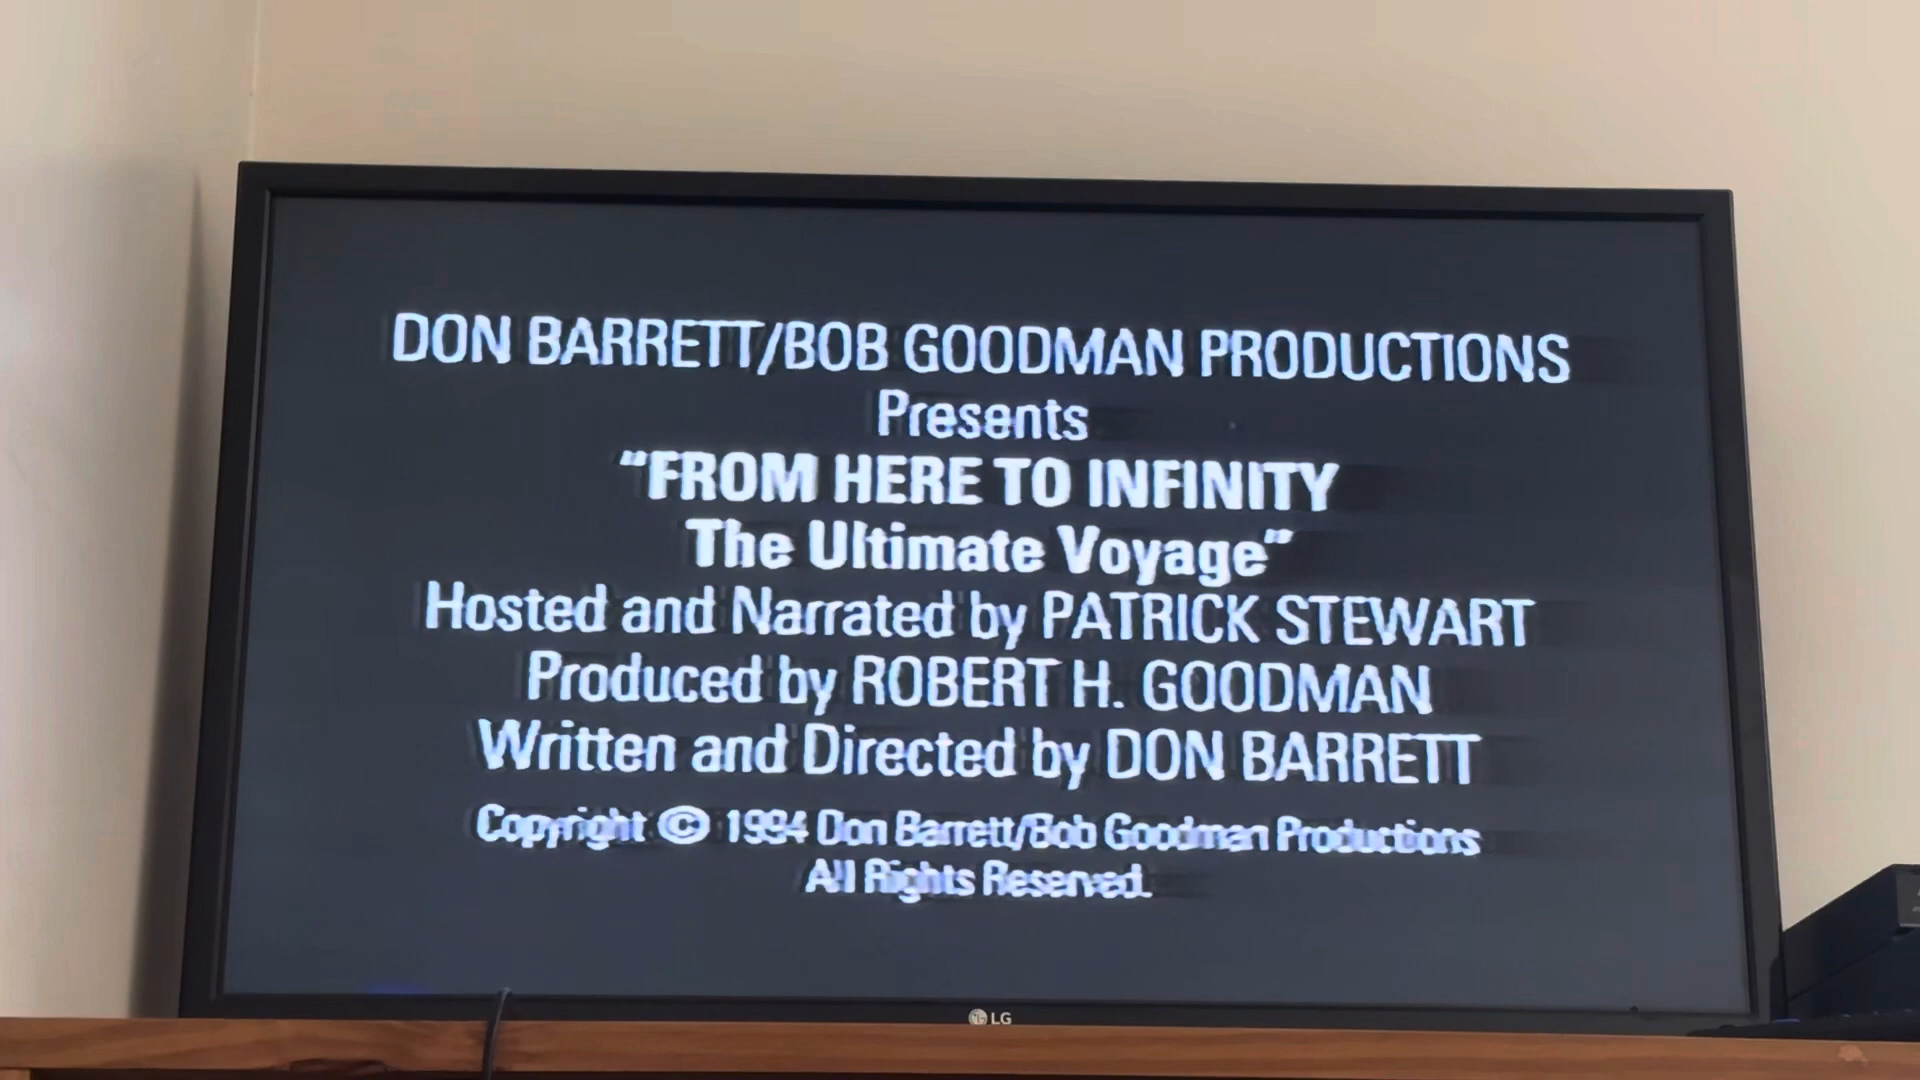 DON BARRETT/BOB GOODMAN PRODUCTIONS
Presents
“FROM HERE TO INFINITY
The Ultimate Voyage”
Hosted and Narrated by PATRICK STEWART
Produced by ROBERT H. GOODMAN
Written and Directed by DON BARRETT
Copyright © 1994 Don Barrett/Bob Goodman Productions
All Rights Reserved.
LG